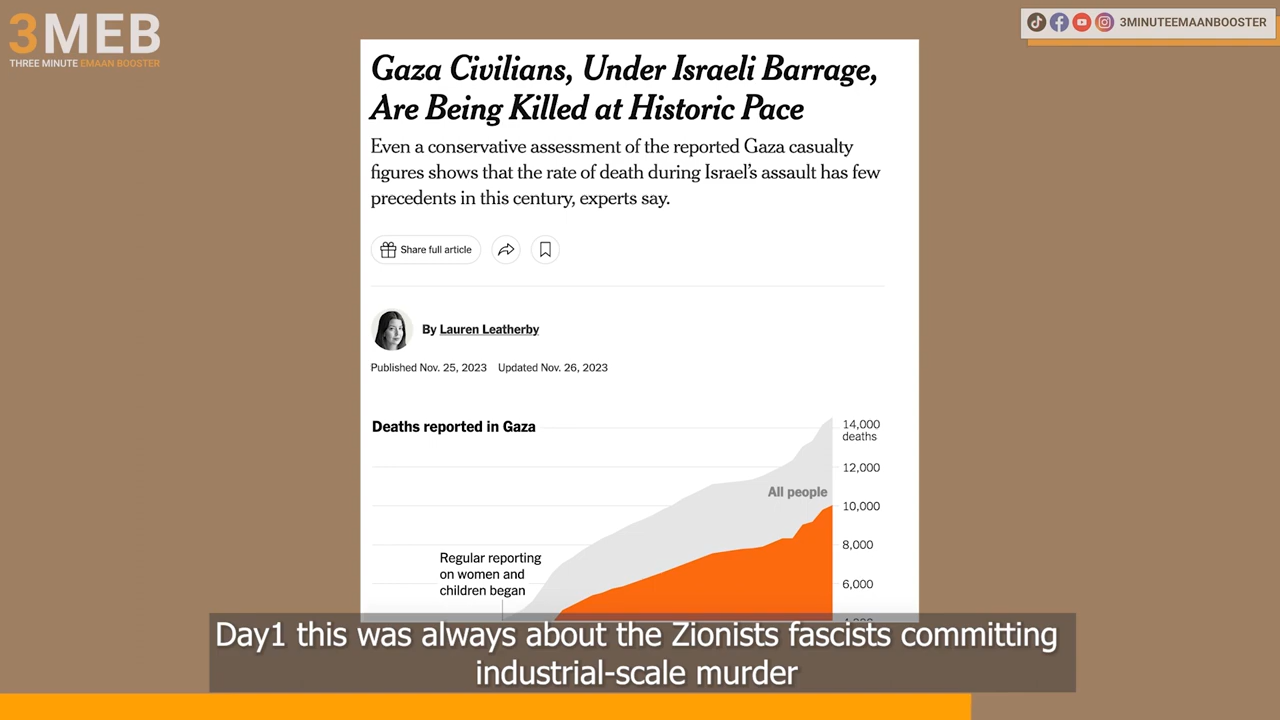 3MEB
THREE MINUTE EMAAN BOOSTER
3MINUTEEMAANBOOSTER
Gaza Civilians, Under Israeli Barrage,
Are Being Killed at Historic Pace
Even a conservative assessment of the reported Gaza casualty
figures shows that the rate of death during Israel's assault has few
precedents in this century, experts say.
Share full article
By Lauren Leatherby
Published Nov. 25, 2023 Updated Nov. 26, 2023
Deaths reported in Gaza
14,000
deaths
12,000
All people
10,000
8,000
Regular reporting
on women and
children began
6,000
Day1 this was always about the Zionists fascists committing
industrial-scale murder